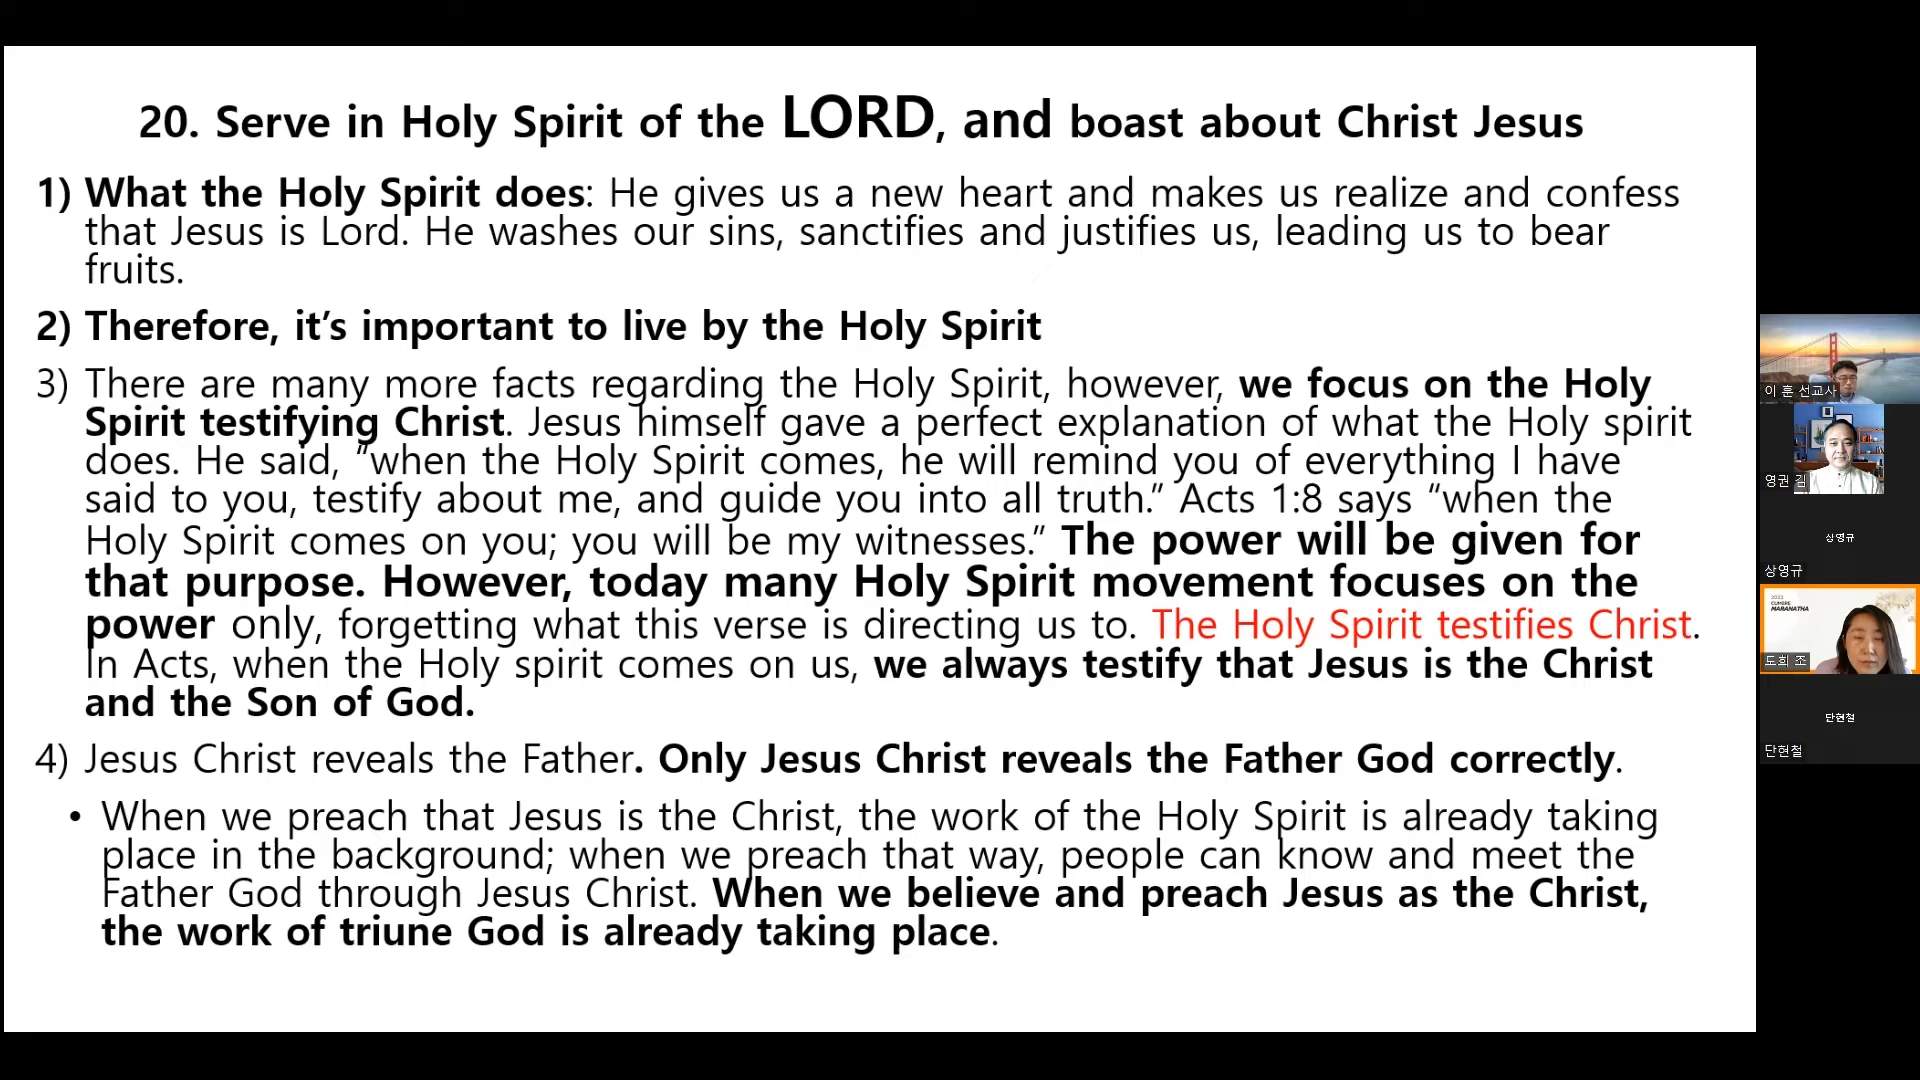 20. Serve in Holy Spirit of the LORD, and boast about Christ Jesus
1) What the Holy Spirit does: He gives us a new heart and makes us realize and confess
that Jesus is Lord. He washes our sins, sanctifies and justifies us, leading us to bear
fruits.
2) Therefore, it's important to live by the Holy Spirit
3) There are many more facts regarding the Holy Spirit, however, we focus on the Holy
Spirit testifying Christ. Jesus himself gave a perfect explanation of what the Holy spirit
does. He said, "when the Holy Spirit comes, he will remind you of everything I have
said to you, testify about me, and guide you into all truth." Acts 1:8 says "when the
Holy Spirit comes on you; you will be my witnesses." The power will be given for
that purpose. However, today many Holy Spirit movement focuses on the
power only, forgetting what this verse is directing us to. The Holy Spirit testifies Christ.
In Acts, when the Holy spirit comes on us, we always testify that Jesus is the Christ
and the Son of God.
4) Jesus Christ reveals the Father. Only Jesus Christ reveals the Father God correctly.
• When we preach that Jesus is the Christ, the work of the Holy Spirit is already taking
place in the background; when we preach that way, people can know and meet the
Father God through Jesus Christ. When we believe and preach Jesus as the Christ,
the work of triune God is already taking place.
이 훈 선교사
영권 김
상영규
상영규
CUMBRE
MARANATHA
도희 조
단현철
단현철